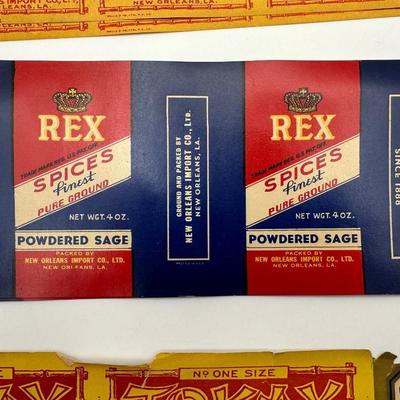 IMPORT CO., LT
NEW ORLEANS, LA.
REX
TRADE MARK REG. U.S. PAT. OFF.
SPICES
Finest
PURE GROUND
NET WGT. 4 OZ.
POWDERED SAGE
PACKED BY
NEW ORLEANS IMPORT CO., LTD.
NEW ORLEANS, LA.
GROUND AND PACKED BY
NEW ORLEANS IMPORT CO., LTD.
NEW ORLEANS, LA.
REX
TRADE MARK REG. U.S. PAT. OFF.
SPICES
Finest
PURE GROUND
NET WGT. 4 OZ.
POWDERED SAGE
PACKED BY
NEW ORLEANS IMPORT CO., LTD.
NEW ORLEANS, LA.
SINCE 1888
Nº ONE SIZE